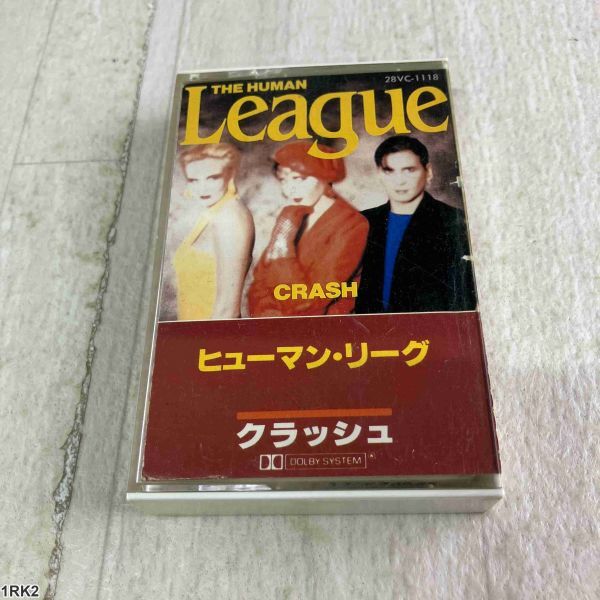 THE HUMAN
28VC-1118
League
CRASH
ヒューマン・リーグ
クラッシュ
DOLBY SYSTEM ®
1RK2